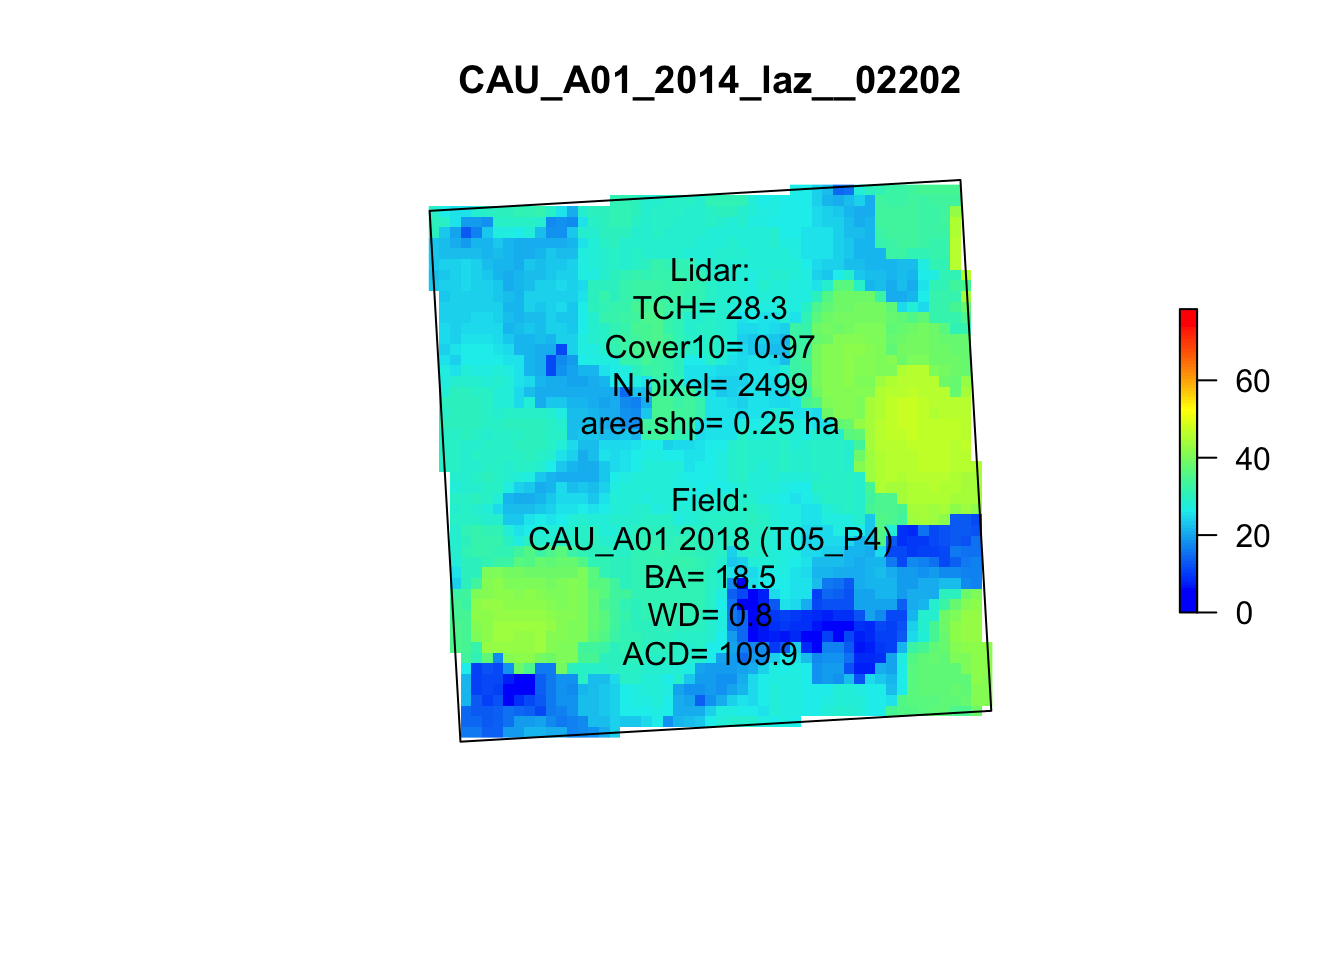 CAU_A01_2014_laz__02202
Lidar:
TCH= 28.3
Cover10= 0.97
N.pixel= 2499
area.shp= 0.25 ha
Field:
CAU_A01 2018 (T05_P4)
BA= 18.5
WD= 0.8
ACD= 109.9
60
40
20
0